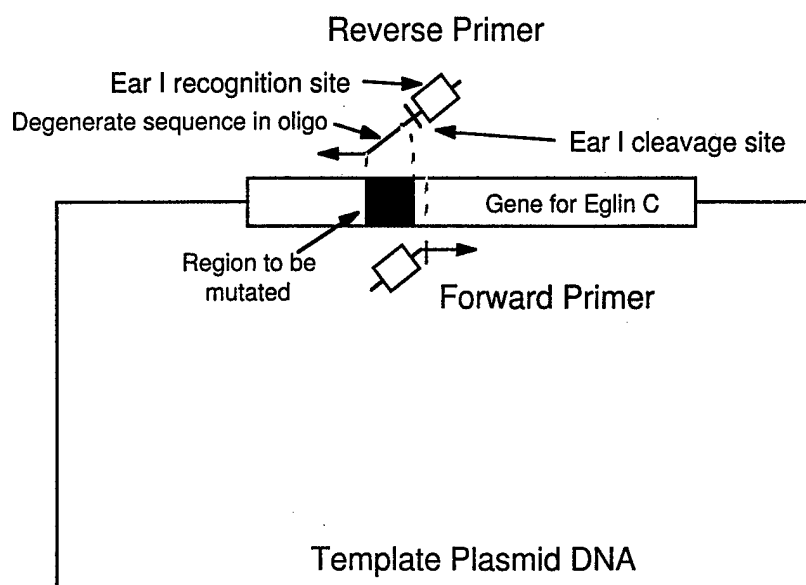 Reverse Primer
Ear I recognition site
Degenerate sequence in oligo
Ear I cleavage site
Gene for Eglin C
Region to be
mutated
Forward Primer
Template Plasmid DNA